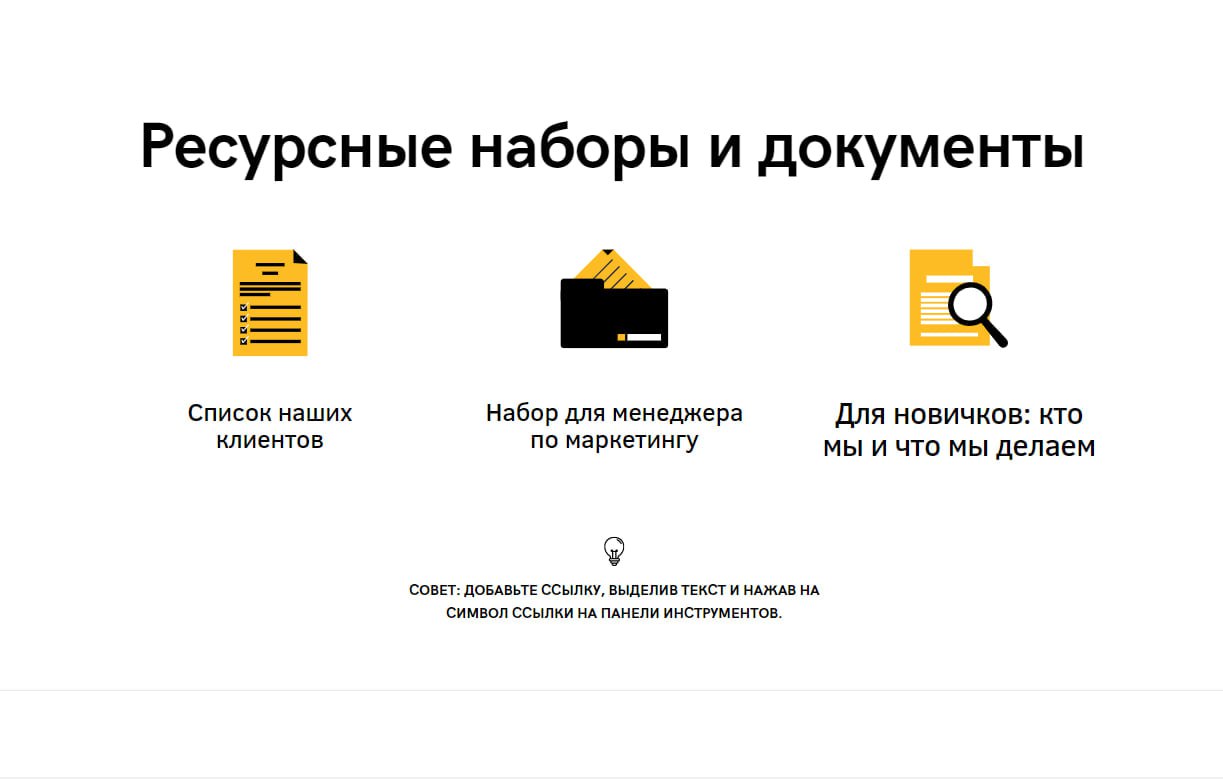 Ресурсные наборы и документы
Список наших
клиентов
Набор для менеджера
по маркетингу
Для новичков: кто
мы и что мы делаем
СОВЕТ: ДОБАВЬТЕ ССЫЛКУ, ВЫДЕЛИВ ТЕКСТ И НАЖАВ НА
СИМВОЛ ССЫЛКИ НА ПАНЕЛИ ИНСТРУМЕНТОВ.